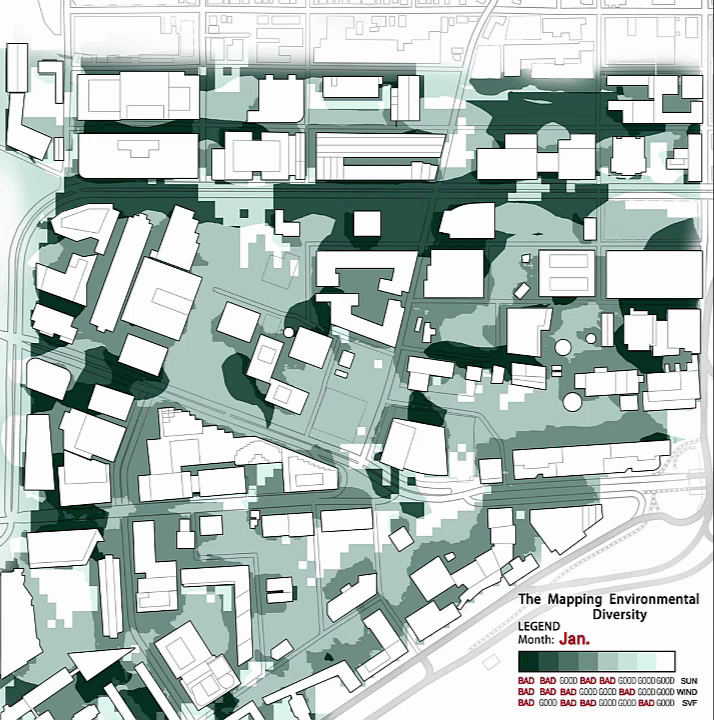 The Mapping Environmental
Diversity
LEGEND
Month: Jan.
BAD BAD GOOD BAD BAD GOOD GOOD GOOD SUN
BAD BAD BAD GOOD GOOD BAD GOOD GOOD WIND
BAD GOOD BAD BAD GOOD GOOD BAD GOOD SVF